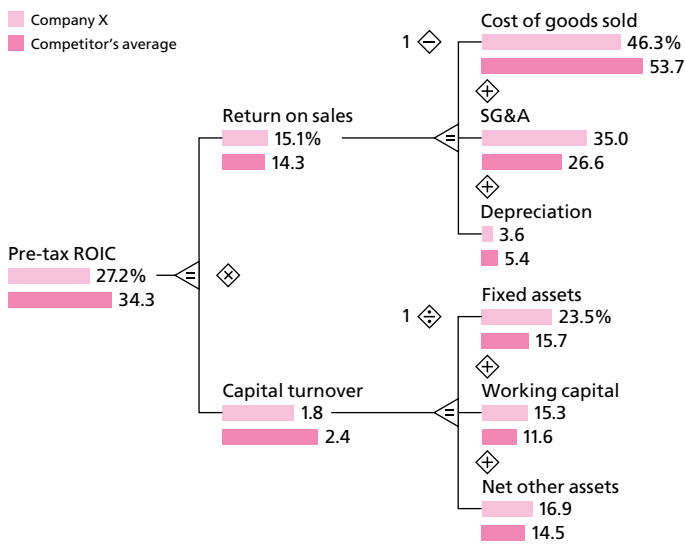 Company X
Competitor’s average
Cost of goods sold
1 −
46.3%
53.7
+
SG&A
35.0
26.6
+
Depreciation
3.6
5.4
Return on sales
15.1%
14.3
=
Pre-tax ROIC
27.2%
34.3
=
×
Fixed assets
1 ÷
23.5%
15.7
+
Capital turnover
1.8
2.4
=
Working capital
15.3
11.6
+
Net other assets
16.9
14.5